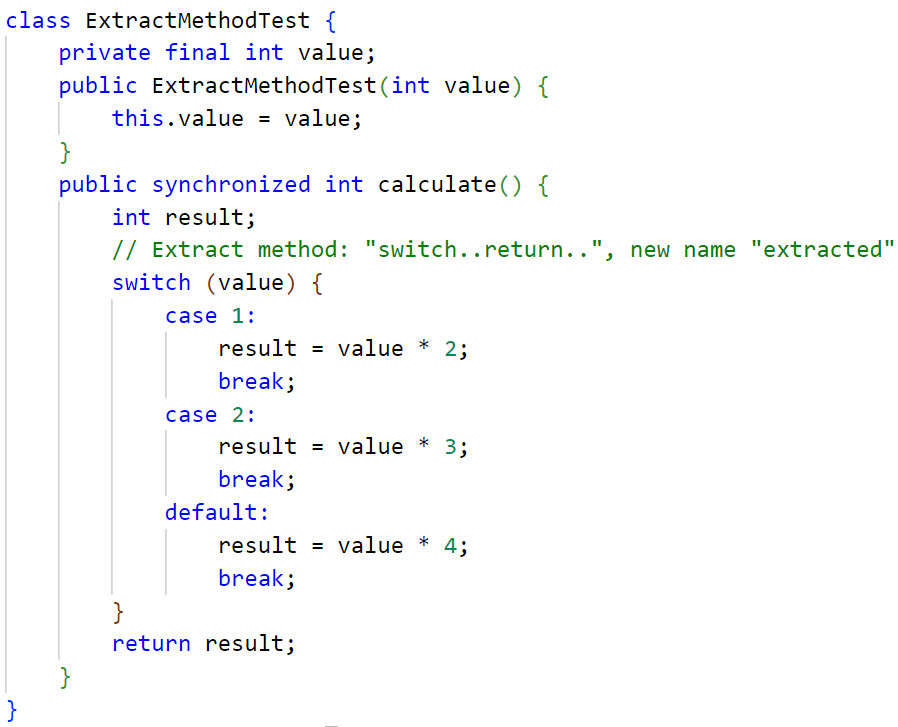 class ExtractMethodTest {
    private final int value;
    public ExtractMethodTest(int value) {
        this.value = value;
    }
    public synchronized int calculate() {
        int result;
        // Extract method: "switch..return..", new name "extracted"
        switch (value) {
            case 1:
                result = value * 2;
                break;
            case 2:
                result = value * 3;
                break;
            default:
                result = value * 4;
                break;
        }
        return result;
    }
}